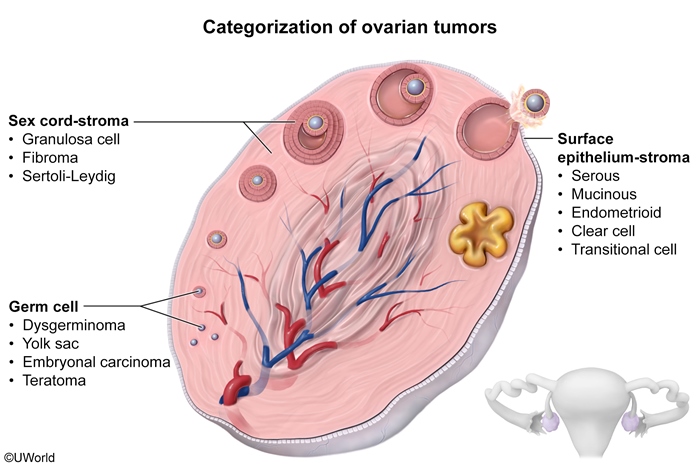 Categorization of ovarian tumors
Sex cord-stroma
• Granulosa cell
• Fibroma
• Sertoli-Leydig
Surface
epithelium-stroma
• Serous
• Mucinous
• Endometrioid
• Clear cell
• Transitional cell
Germ cell
• Dysgerminoma
• Yolk sac
• Embryonal carcinoma
• Teratoma
©UWorld